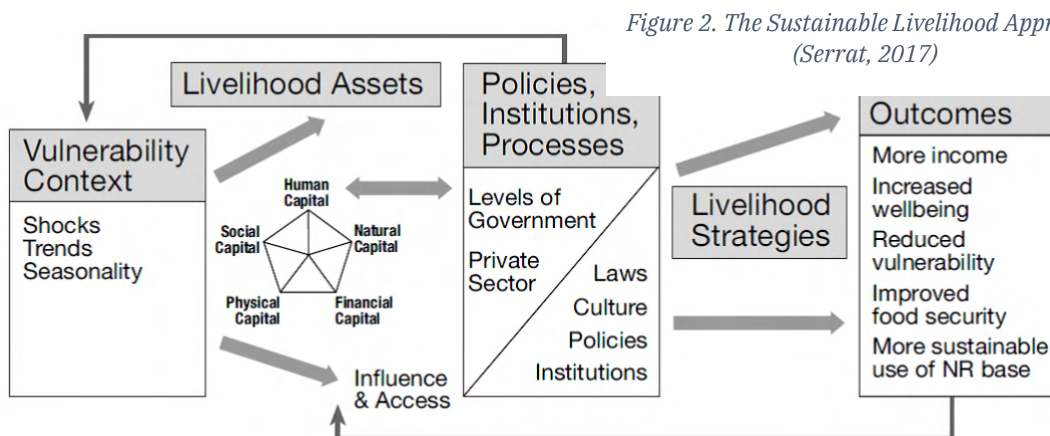 Figure 2. The Sustainable Livelihood Appr
(Serrat, 2017)
Livelihood Assets
Vulnerability
Context
Shocks
Trends
Seasonality
Human
Capital
Social
Capital
Natural
Capital
Physical
Capital
Financial
Capital
Influence
& Access
Policies,
Institutions,
Processes
Levels of
Government
Private
Sector
Laws
Culture
Policies
Institutions
Livelihood
Strategies
Outcomes
More income
Increased
wellbeing
Reduced
vulnerability
Improved
food security
More sustainable
use of NR base